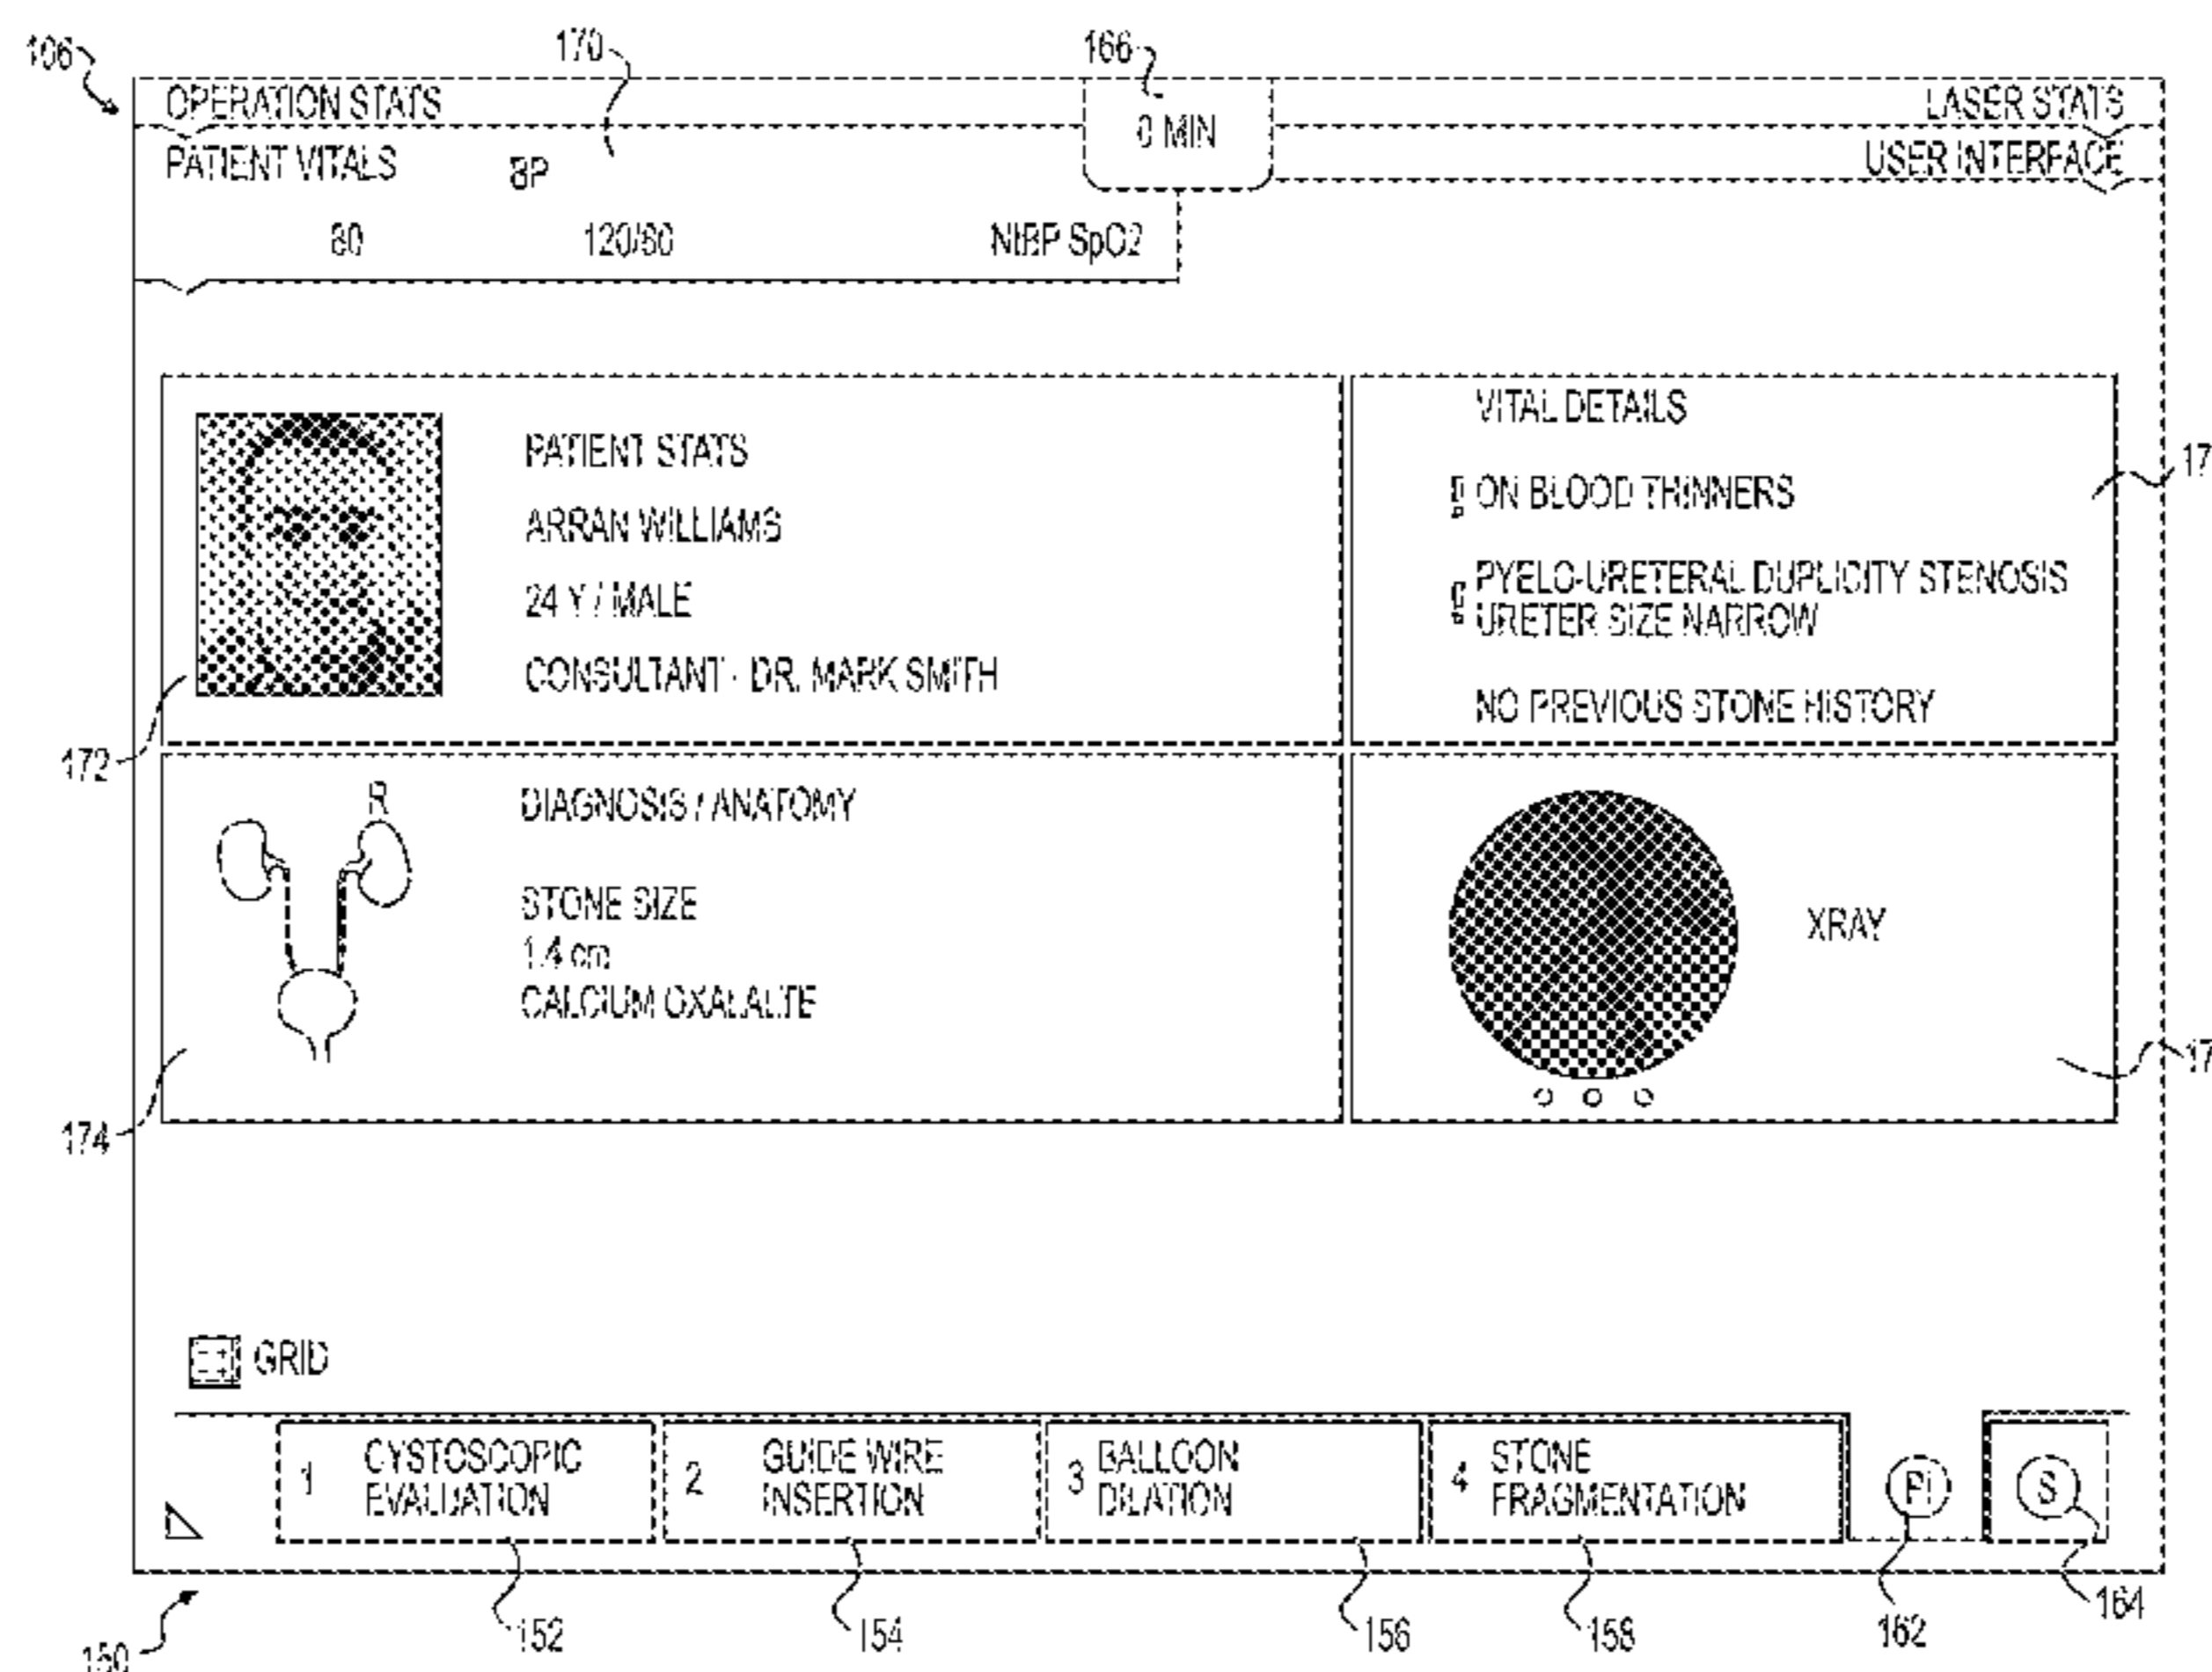 106
170
166
OPERATION STATS
0 MIN
LASER STATS
PATIENT VITALS BP
USER INTERFACE
80 120/80 NIBP SpO2
PATIENT STATS
ARRAN WILLIAMS
24 Y / MALE
CONSULTANT - DR. MARK SMITH
172
VITAL DETAILS
ON BLOOD THINNERS
PYELO-URETERAL DUPLICITY STENOSIS
URETER SIZE NARROW
NO PREVIOUS STONE HISTORY
17
R
DIAGNOSIS / ANATOMY
STONE SIZE
1.4 cm
CALCIUM OXALALTE
174
XRAY
17
GRID
1 CYSTOSCOPIC
EVALUATION
2 GUIDE WIRE
INSERTION
3 BALLOON
DILATION
4 STONE
FRAGMENTATION
PI
S
150
152
154
156
158
162
164